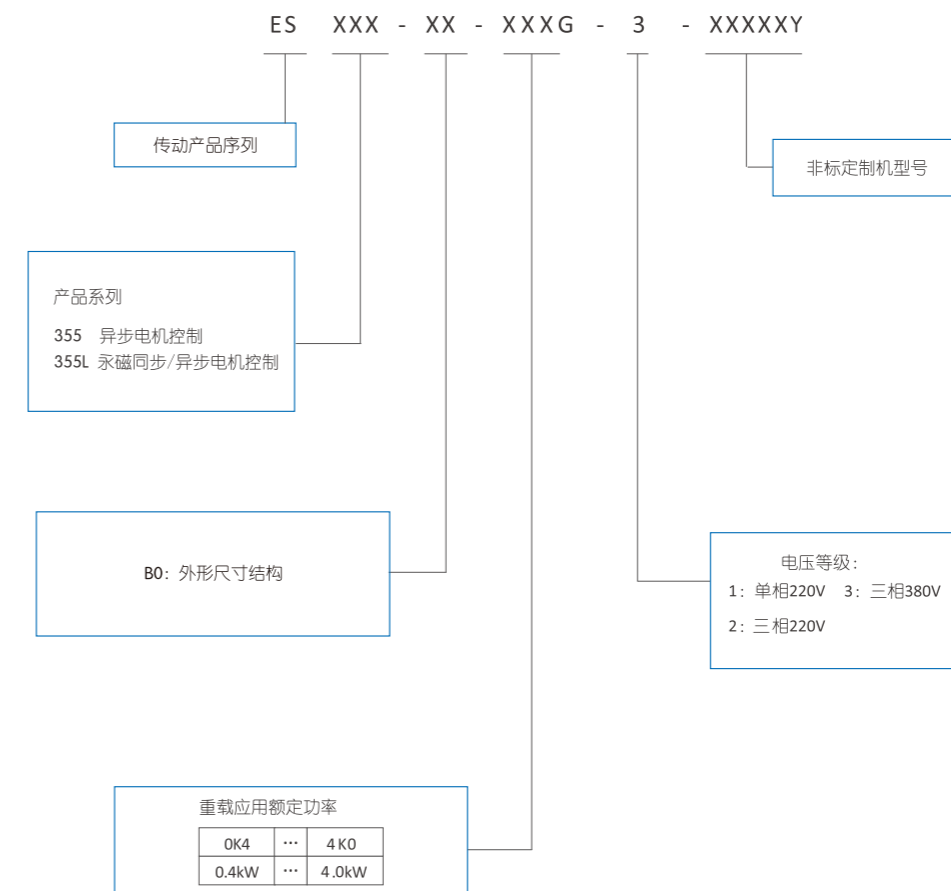 ES XXX - XX - XXXG - 3 - XXXXXY
传动产品序列
非标定制机型号
产品系列
355 异步电机控制
355L 永磁同步/异步电机控制
B0: 外形尺寸结构
电压等级:
1: 单相220V 3: 三相380V
2: 三相220V
重载应用额定功率
0K4 ··· 4K0
0.4kW ··· 4.0kW